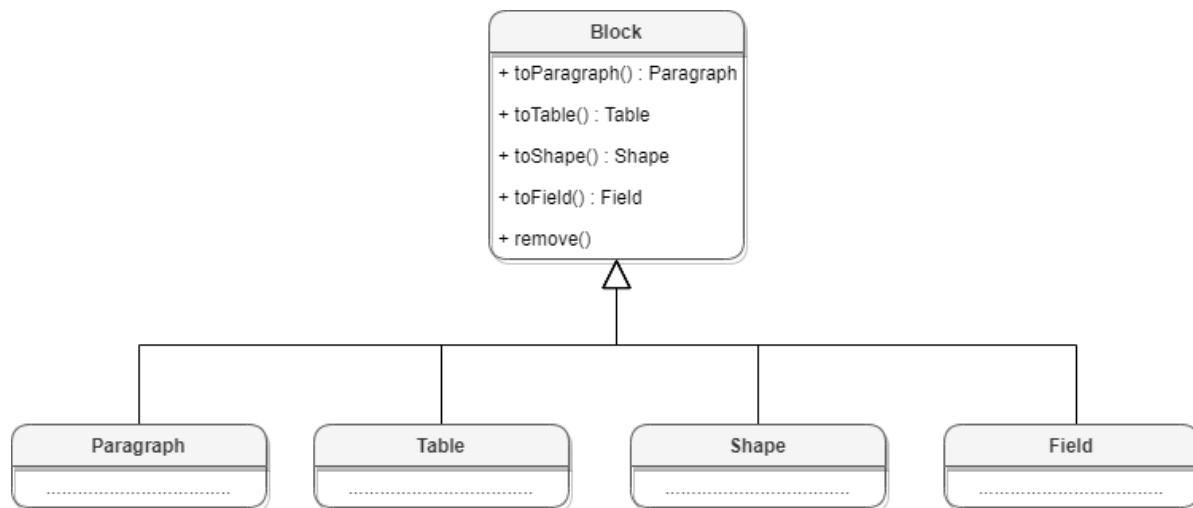 Block
+ toParagraph() : Paragraph
+ toTable() : Table
+ toShape() : Shape
+ toField() : Field
+ remove()
Paragraph
Table
Shape
Field